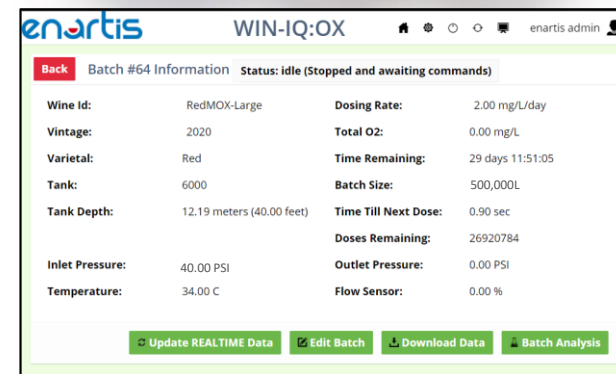 enartis WIN-IQ:OX enartis admin
Back Batch #64 Information Status: idle (Stopped and awaiting commands)
Wine Id: RedMOX-Large Dosing Rate: 2.00 mg/L/day
Vintage: 2020 Total O2: 0.00 mg/L
Varietal: Red Time Remaining: 29 days 11:51:05
Tank: 6000 Batch Size: 500,000L
Tank Depth: 12.19 meters (40.00 feet) Time Till Next Dose: 0.90 sec
Doses Remaining: 26920784
Inlet Pressure: 40.00 PSI Outlet Pressure: 0.00 PSI
Temperature: 34.00 C Flow Sensor: 0.00 %
Update REALTIME Data Edit Batch Download Data Batch Analysis